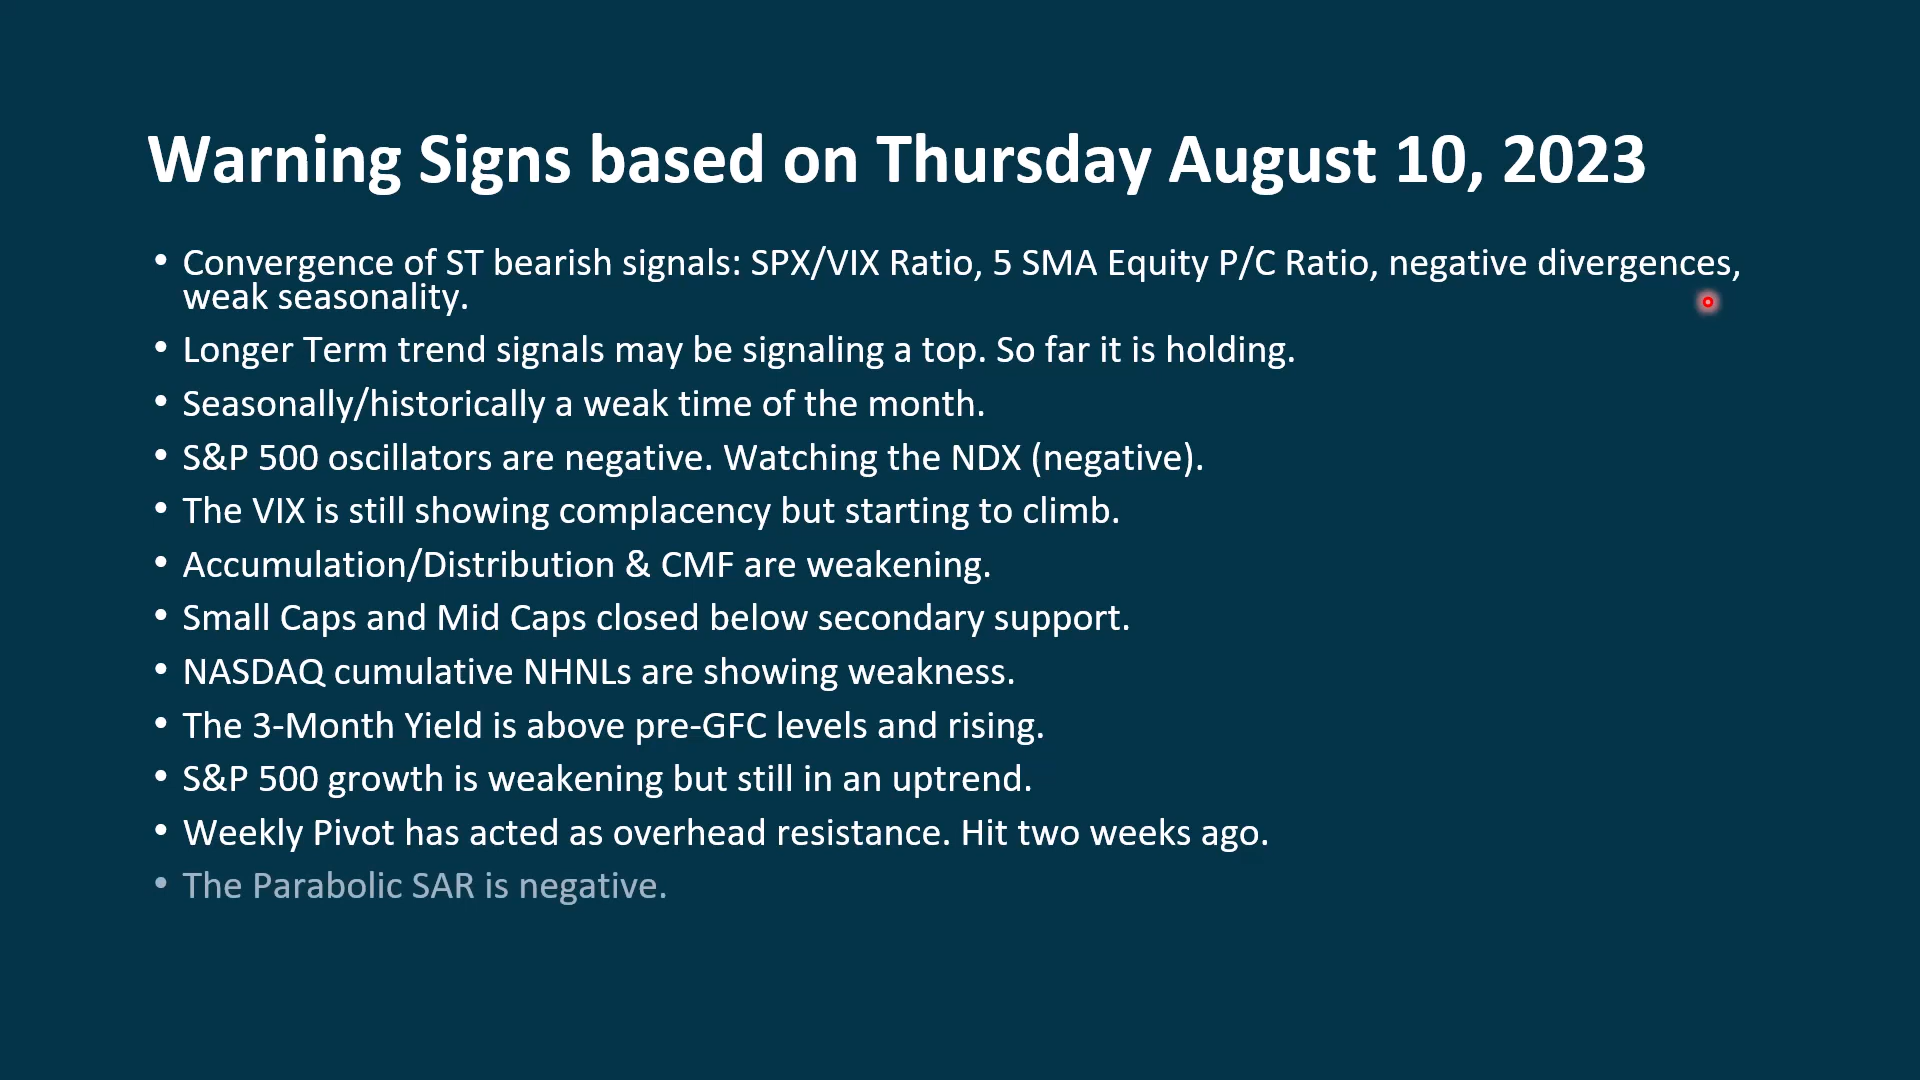 Warning Signs based on Thursday August 10, 2023
• Convergence of ST bearish signals: SPX/VIX Ratio, 5 SMA Equity P/C Ratio, negative divergences,
weak seasonality.
• Longer Term trend signals may be signaling a top. So far it is holding.
• Seasonally/historically a weak time of the month.
• S&P 500 oscillators are negative. Watching the NDX (negative).
• The VIX is still showing complacency but starting to climb.
• Accumulation/Distribution & CMF are weakening.
• Small Caps and Mid Caps closed below secondary support.
• NASDAQ cumulative NHNLs are showing weakness.
• The 3-Month Yield is above pre-GFC levels and rising.
• S&P 500 growth is weakening but still in an uptrend.
• Weekly Pivot has acted as overhead resistance. Hit two weeks ago.
• The Parabolic SAR is negative.